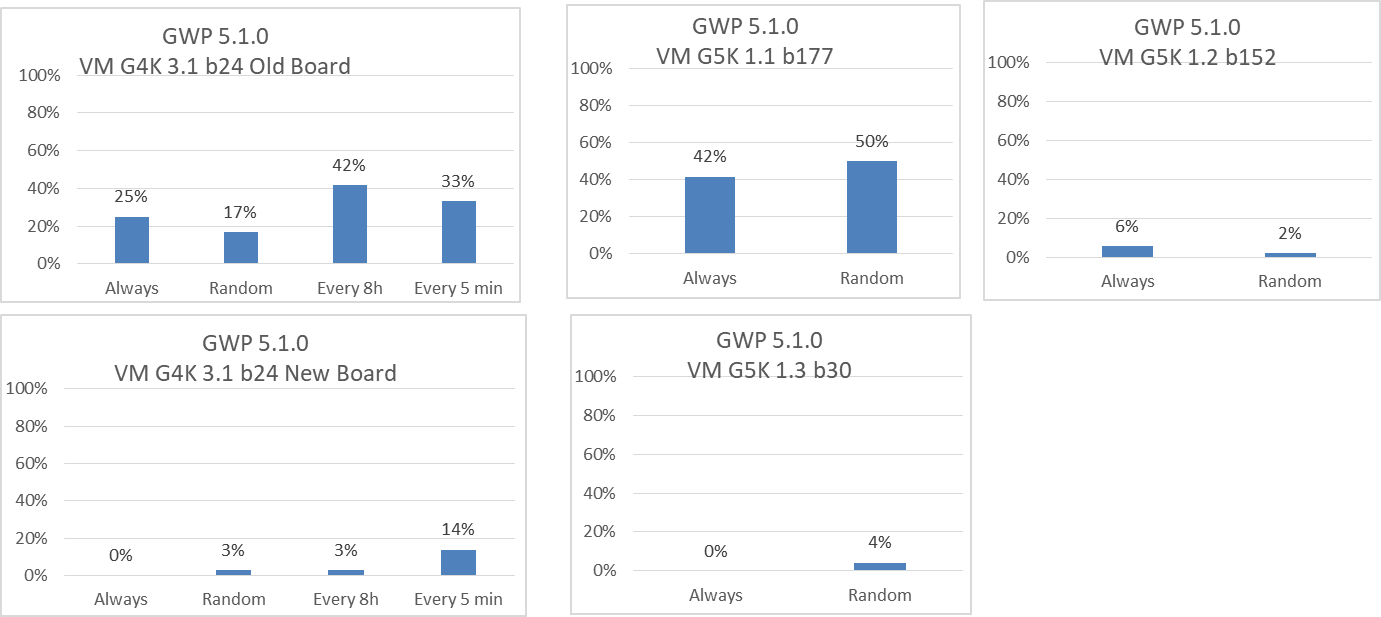 GWP 5.1.0
VM G4K 3.1 b24 Old Board
100%
80%
60%
40%
20%
0%
25%
17%
42%
33%
Always Random Every 8h Every 5 min
GWP 5.1.0
VM G5K 1.1 b177
100%
80%
60%
40%
20%
0%
42%
50%
Always Random
GWP 5.1.0
VM G5K 1.2 b152
100%
80%
60%
40%
20%
0%
6%
2%
Always Random
GWP 5.1.0
VM G4K 3.1 b24 New Board
100%
80%
60%
40%
20%
0%
0%
3%
3%
14%
Always Random Every 8h Every 5 min
GWP 5.1.0
VM G5K 1.3 b30
100%
80%
60%
40%
20%
0%
0%
4%
Always Random